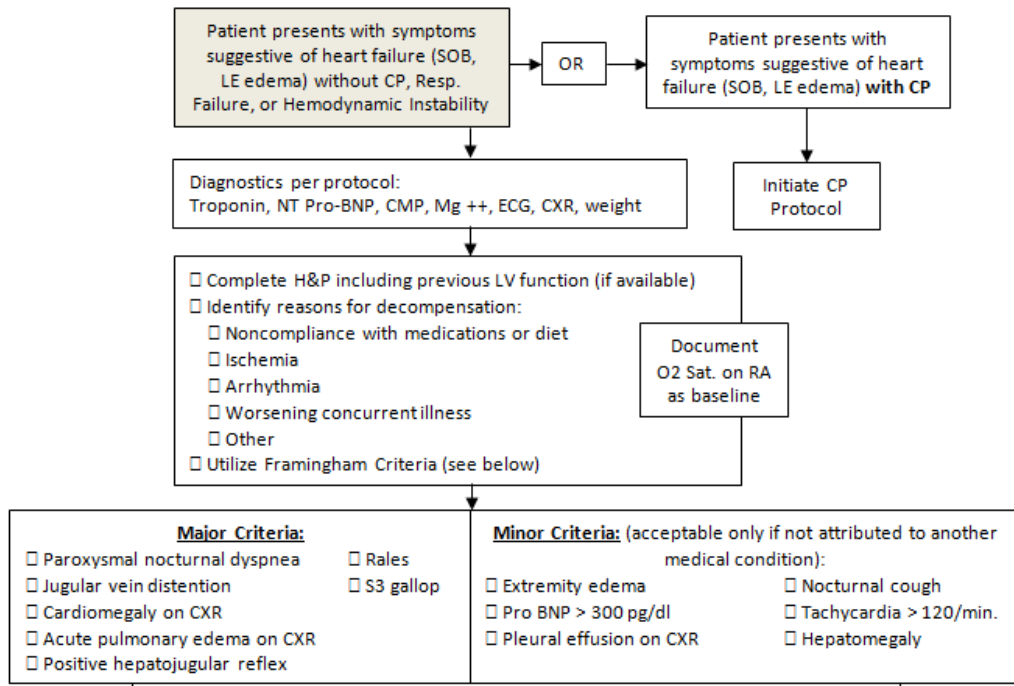 Patient presents with symptoms
suggestive of heart failure (SOB,
LE edema) without CP, Resp.
Failure, or Hemodynamic Instability
OR
Patient presents with
symptoms suggestive of heart
failure (SOB, LE edema) with CP
Initiate CP
Protocol
Diagnostics per protocol:
Troponin, NT Pro-BNP, CMP, Mg ++, ECG, CXR, weight
☐ Complete H&P including previous LV function (if available)
☐ Identify reasons for decompensation:
☐ Noncompliance with medications or diet
☐ Ischemia
☐ Arrhythmia
☐ Worsening concurrent illness
☐ Other
☐ Utilize Framingham Criteria (see below)
Document
O2 Sat. on RA
as baseline
Major Criteria:
☐ Paroxysmal nocturnal dyspnea
☐ Jugular vein distention
☐ Cardiomegaly on CXR
☐ Acute pulmonary edema on CXR
☐ Positive hepatojugular reflex
☐ Rales
☐ S3 gallop
Minor Criteria: (acceptable only if not attributed to another
medical condition):
☐ Extremity edema
☐ Pro BNP > 300 pg/dl
☐ Pleural effusion on CXR
☐ Nocturnal cough
☐ Tachycardia > 120/min.
☐ Hepatomegaly